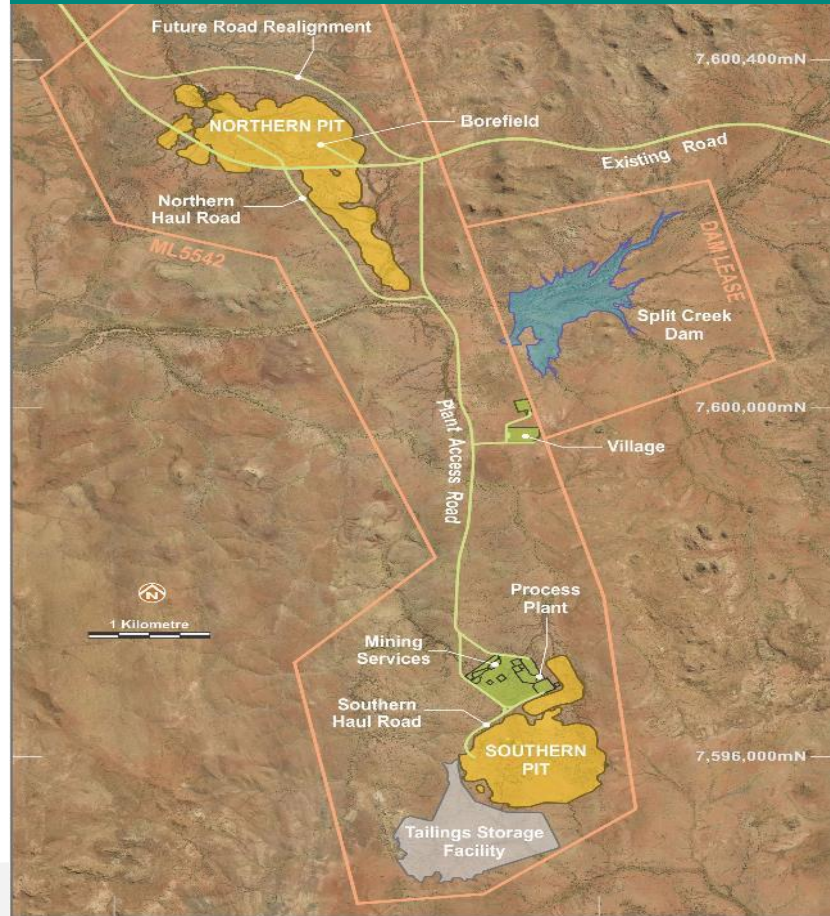 Future Road Realignment
7,600,400mN
NORTHERN PIT
Borefield
Existing Road
Northern
Haul Road
ML5542
DAM LEASE
Split Creek
Dam
7,600,000mN
Plant Access Road
Village
N
1 Kilometre
Process
Plant
Mining
Services
Southern
Haul Road
SOUTHERN
PIT
7,596,000mN
Tailings Storage
Facility